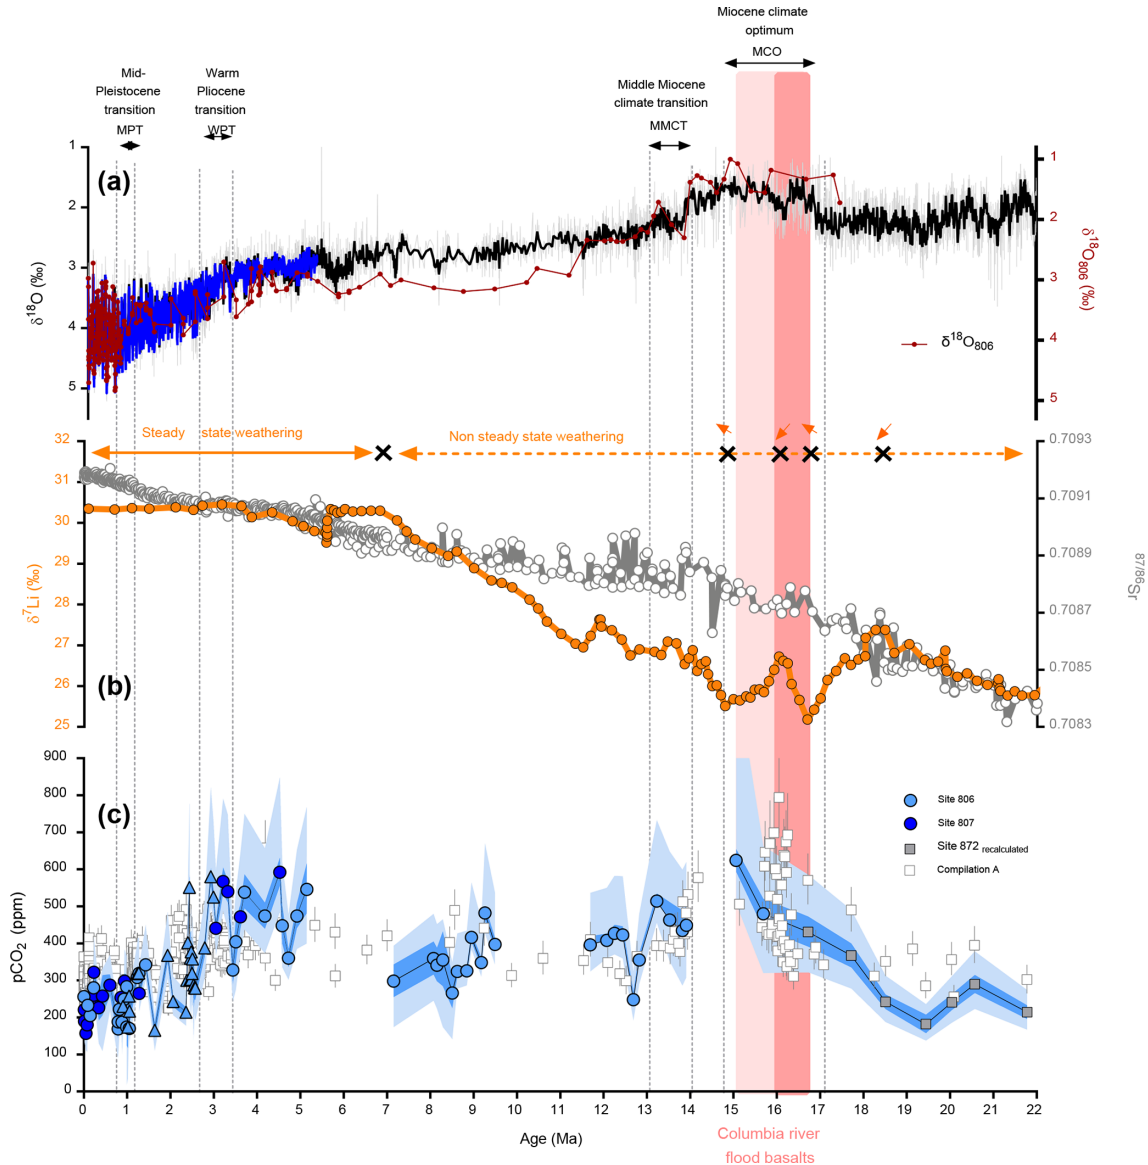 Miocene climate
optimum
MCO
Mid-
Pleistocene
transition
MPT
Warm
Pliocene
transition
WPT
Middle Miocene
climate transition
MMCT
(a)
1
2
3
4
5
δ¹⁸O (‰)
1
2
3
4
5
δ¹⁸O₈₀₆ (‰)
δ¹⁸O₈₀₆
Steady state weathering
Non steady state weathering
32
31
30
29
28
27
26
25
δ⁷Li (‰)
(b)
0.7093
0.7091
0.7089
0.7087
0.7085
0.7083
⁸⁷/⁸⁶Sr
(c)
900
800
700
600
500
400
300
200
100
0
pCO₂ (ppm)
Site 806
Site 807
Site 872 recalculated
Compilation A
0 1 2 3 4 5 6 7 8 9 10 11 12 13 14 15 16 17 18 19 20 21 22
Age (Ma)
Columbia river
flood basalts